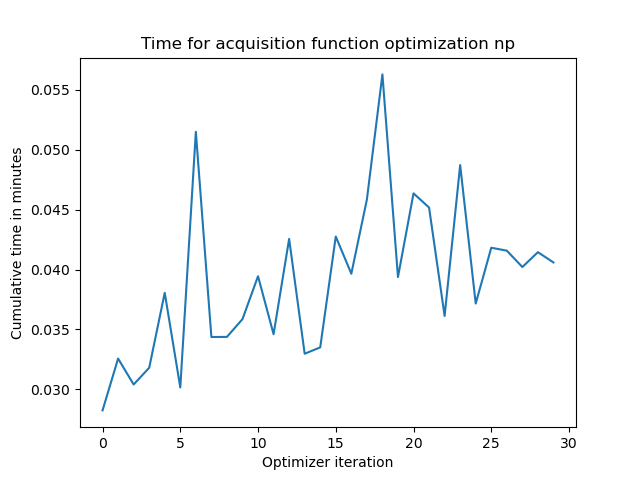 Time for acquisition function optimization np
Cumulative time in minutes
0.055
0.050
0.045
0.040
0.035
0.030
0 5 10 15 20 25 30
Optimizer iteration